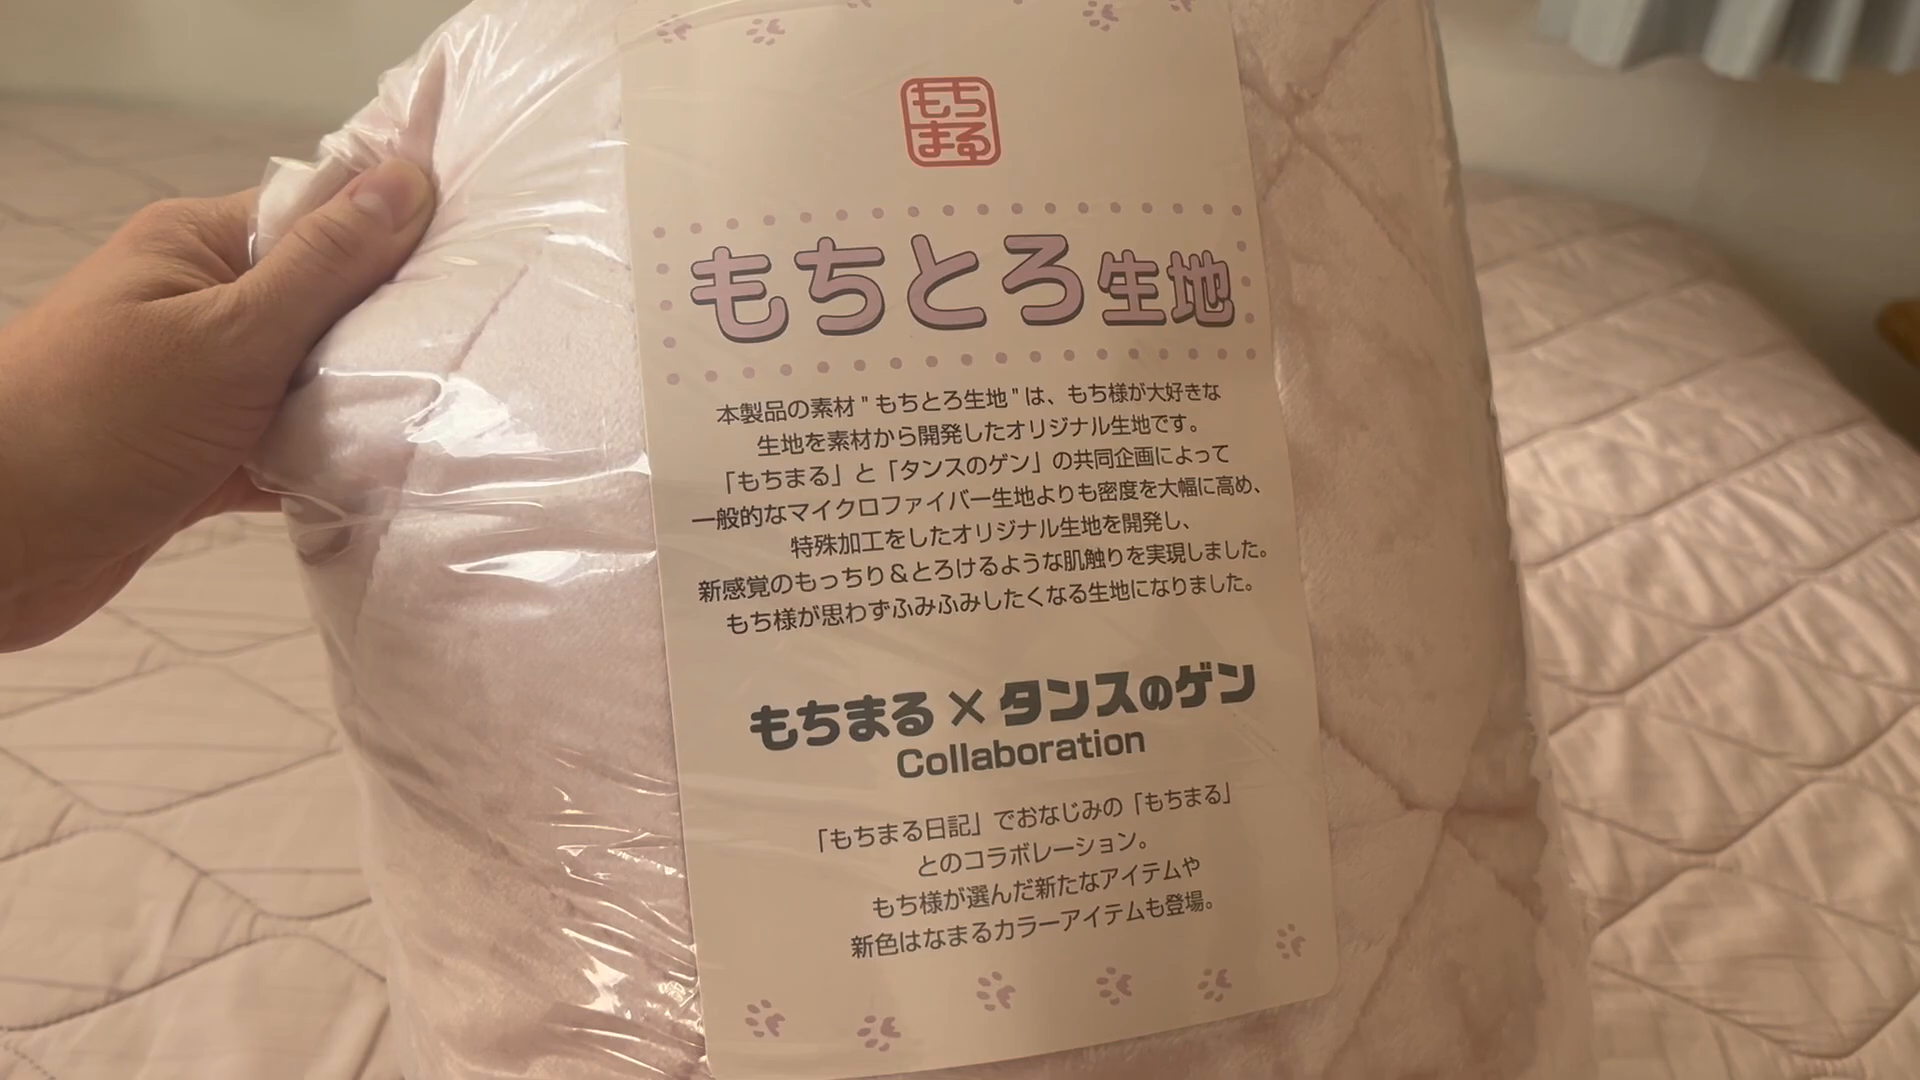 もち
まる
もちとろ生地
本製品の素材"もちとろ生地"は、もち様が大好きな
生地を素材から開発したオリジナル生地です。
「もちまる」と「タンスのゲン」の共同企画によって
一般的なマイクロファイバー生地よりも密度を大幅に高め、
特殊加工をしたオリジナル生地を開発し、
新感覚のもっちり&とろけるような肌触りを実現しました。
もち様が思わずふみふみしたくなる生地になりました。
もちまる×タンスのゲン
Collaboration
「もちまる日記」でおなじみの「もちまる」
とのコラボレーション。
もち様が選んだ新たなアイテムや
新色はなまるカラーアイテムも登場。